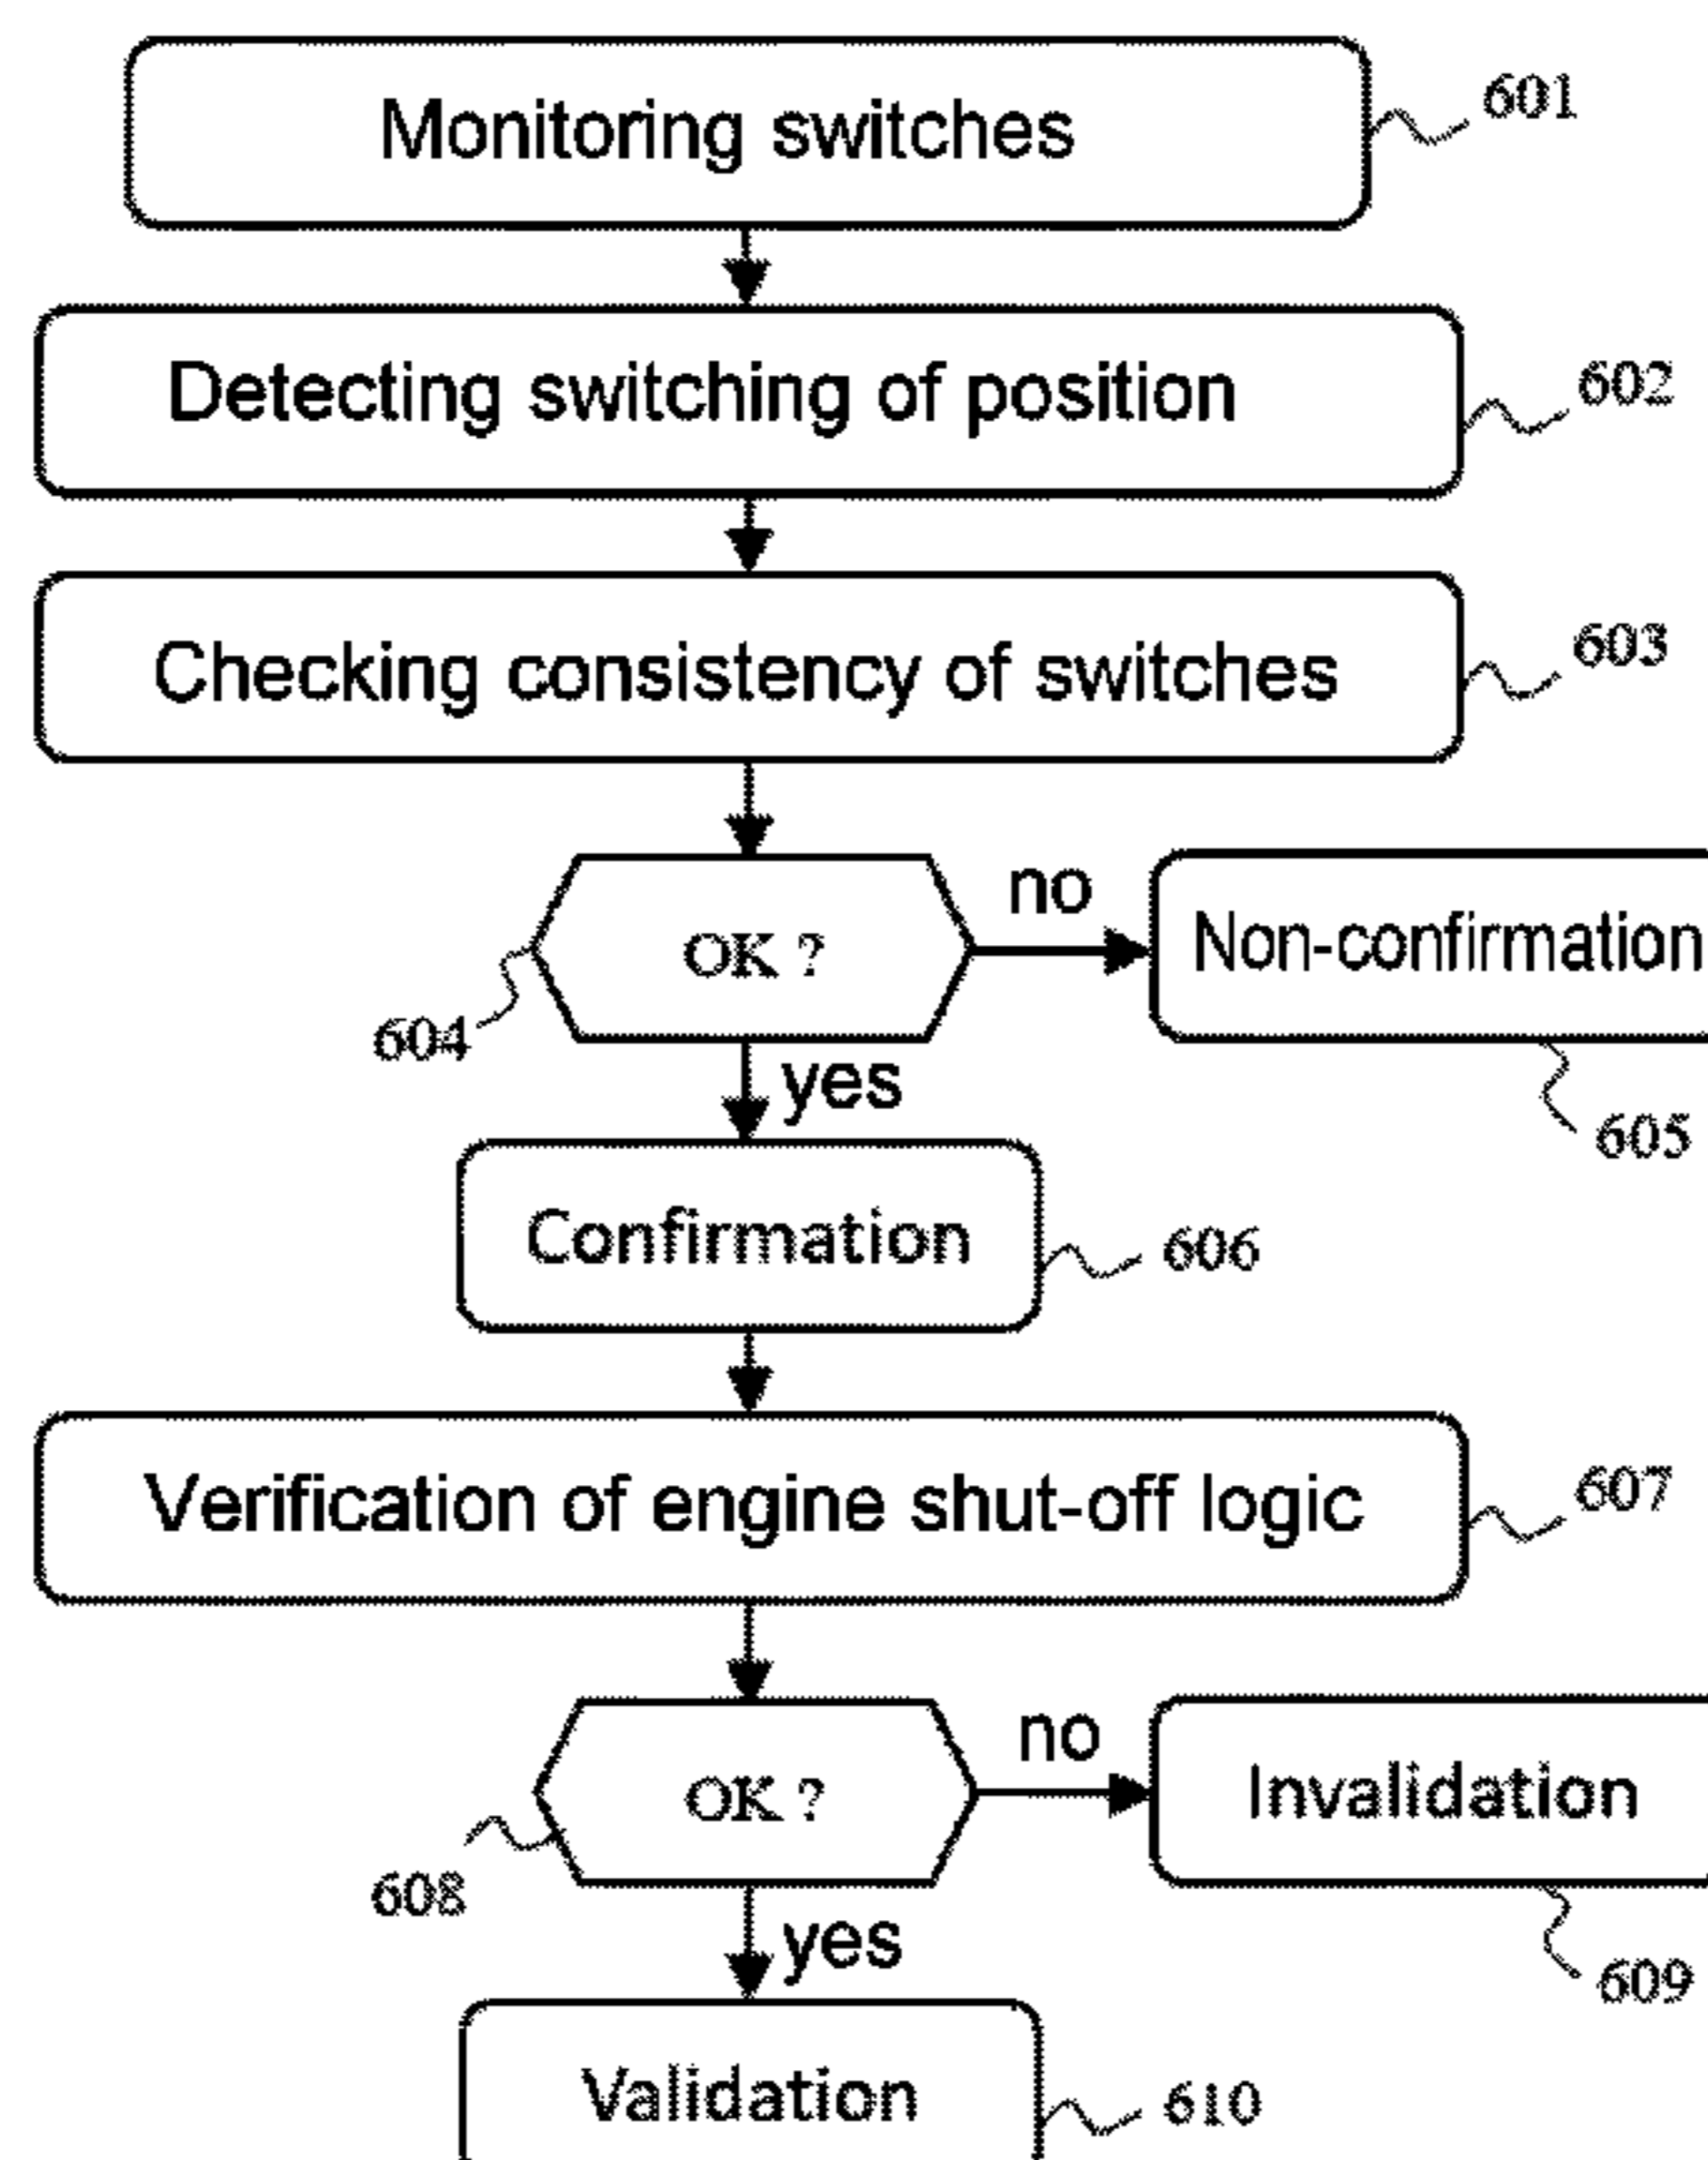 Monitoring switches
601
Detecting switching of position
602
Checking consistency of switches
603
OK ?
no
Non-confirmation
604
yes
605
Confirmation
606
Verification of engine shut-off logic
607
OK ?
no
Invalidation
608
yes
609
Validation
610